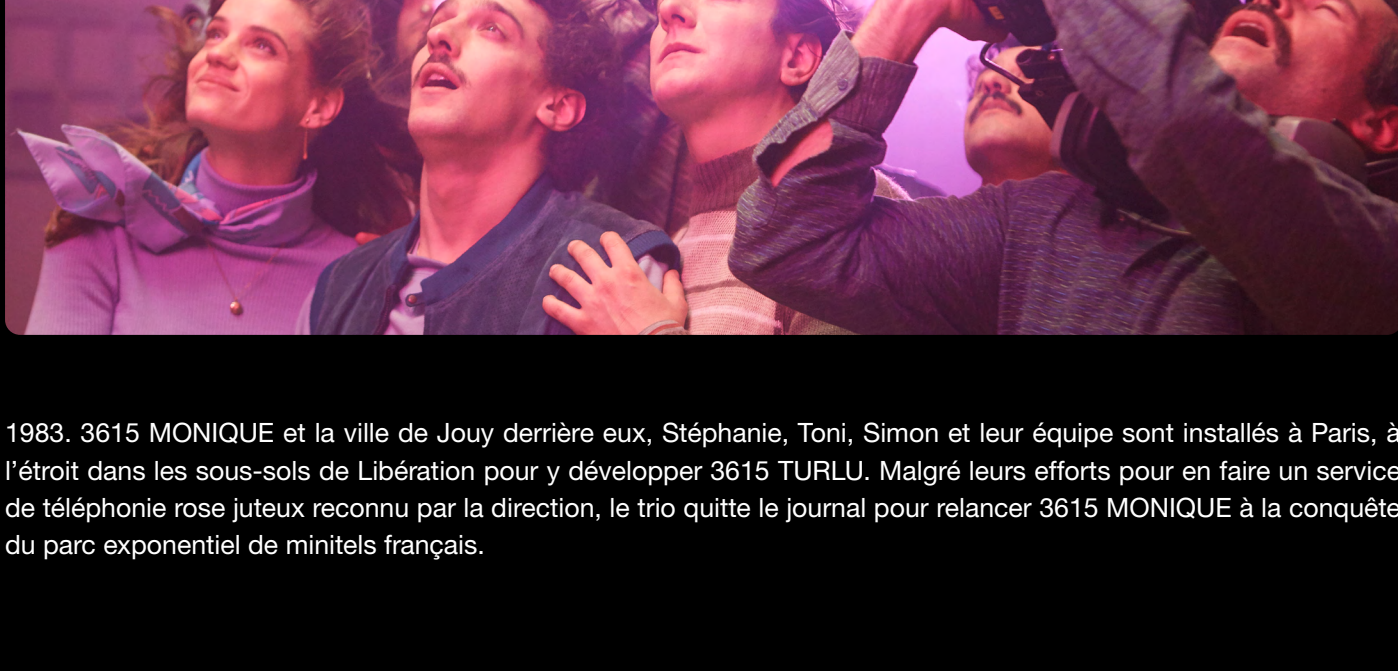 1983. 3615 MONIQUE et la ville de Jouy derrière eux, Stéphanie, Toni, Simon et leur équipe sont installés à Paris, à
l’étroit dans les sous-sols de Libération pour y développer 3615 TURLU. Malgré leurs efforts pour en faire un service
de téléphonie rose juteux reconnu par la direction, le trio quitte le journal pour relancer 3615 MONIQUE à la conquête
du parc exponentiel de minitels français.